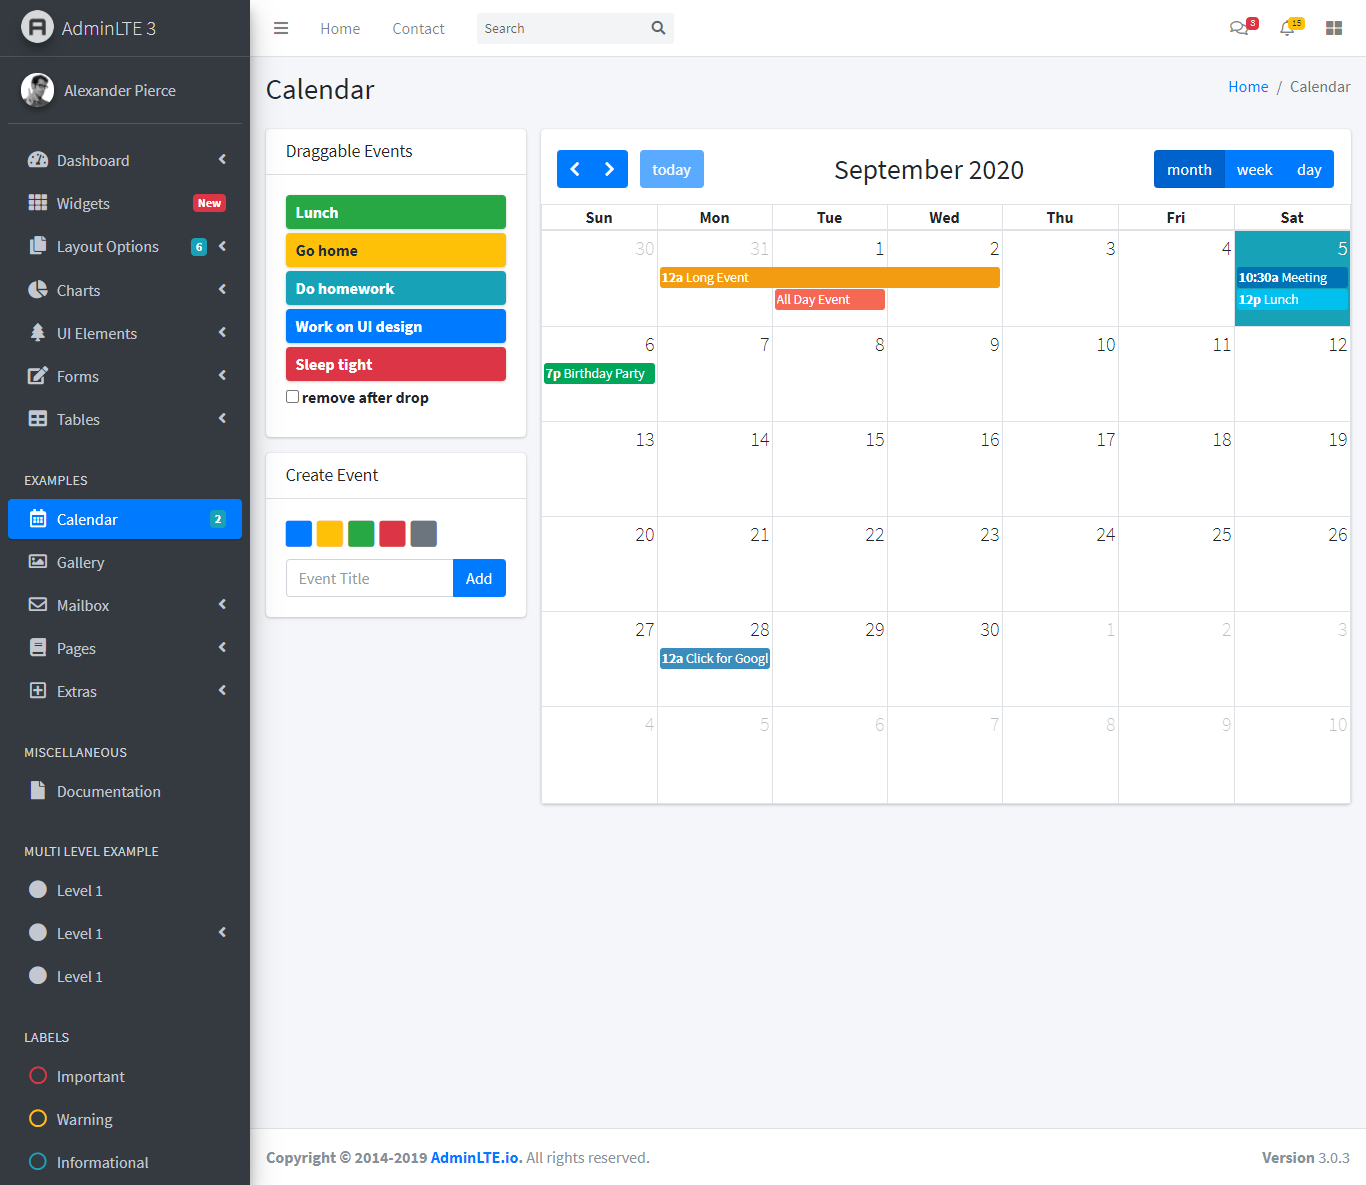 AdminLTE 3
Alexander Pierce
Dashboard
Widgets New
Layout Options 6
Charts
UI Elements
Forms
Tables
EXAMPLES
Calendar 2
Gallery
Mailbox
Pages
Extras
MISCELLANEOUS
Documentation
MULTI LEVEL EXAMPLE
Level 1
Level 1
Level 1
LABELS
Important
Warning
Informational
Home Contact Search 3 15
Calendar
Home / Calendar
Draggable Events
Lunch
Go home
Do homework
Work on UI design
Sleep tight
remove after drop
Create Event
Event Title Add
today September 2020 month week day
Sun Mon Tue Wed Thu Fri Sat
30 31 1 2 3 4 5
12a Long Event 10:30a Meeting
All Day Event 12p Lunch
6 7 8 9 10 11 12
7p Birthday Party
13 14 15 16 17 18 19
20 21 22 23 24 25 26
27 28 29 30 1 2 3
12a Click for Googl
4 5 6 7 8 9 10
Copyright © 2014-2019 AdminLTE.io. All rights reserved. Version 3.0.3